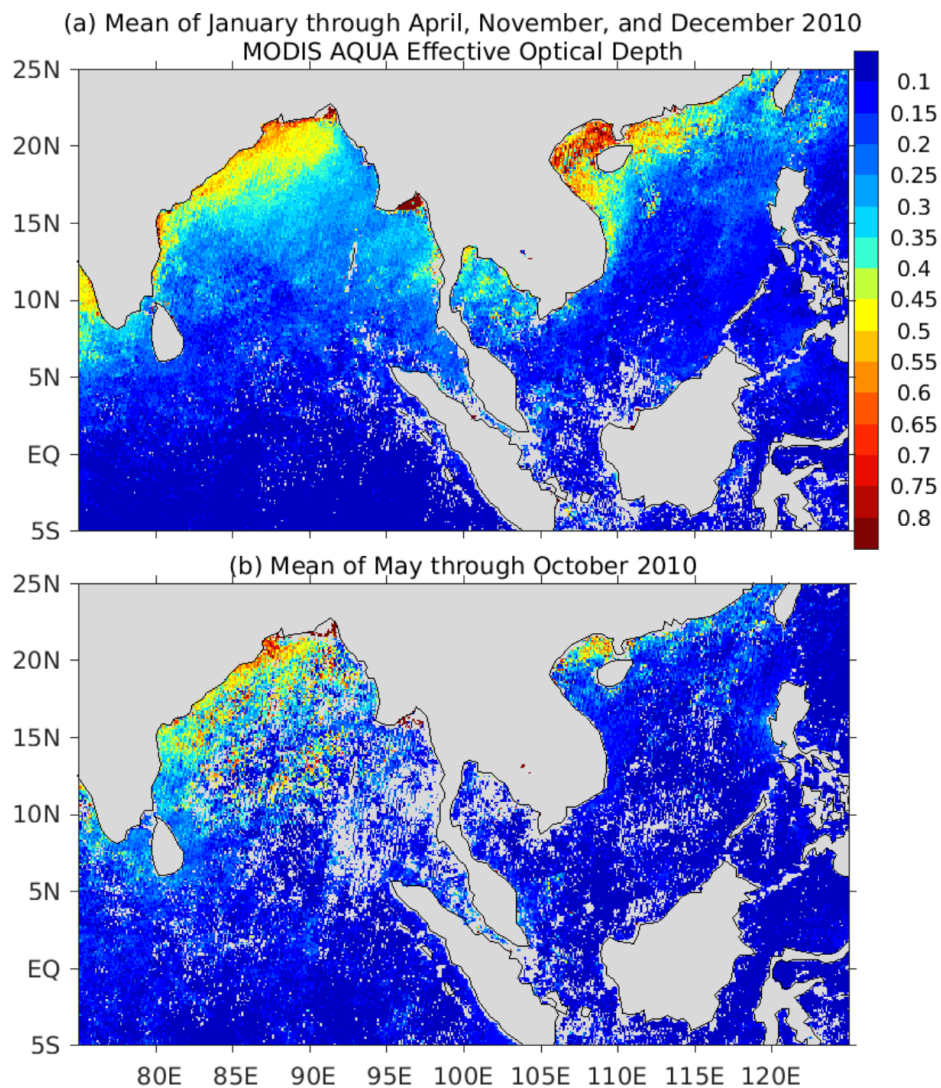 (a) Mean of January through April, November, and December 2010
MODIS AQUA Effective Optical Depth
25N
20N
15N
10N
5N
EQ
5S
0.1
0.15
0.2
0.25
0.3
0.35
0.4
0.45
0.5
0.55
0.6
0.65
0.7
0.75
0.8
(b) Mean of May through October 2010
25N
20N
15N
10N
5N
EQ
5S
80E 85E 90E 95E 100E 105E 110E 115E 120E